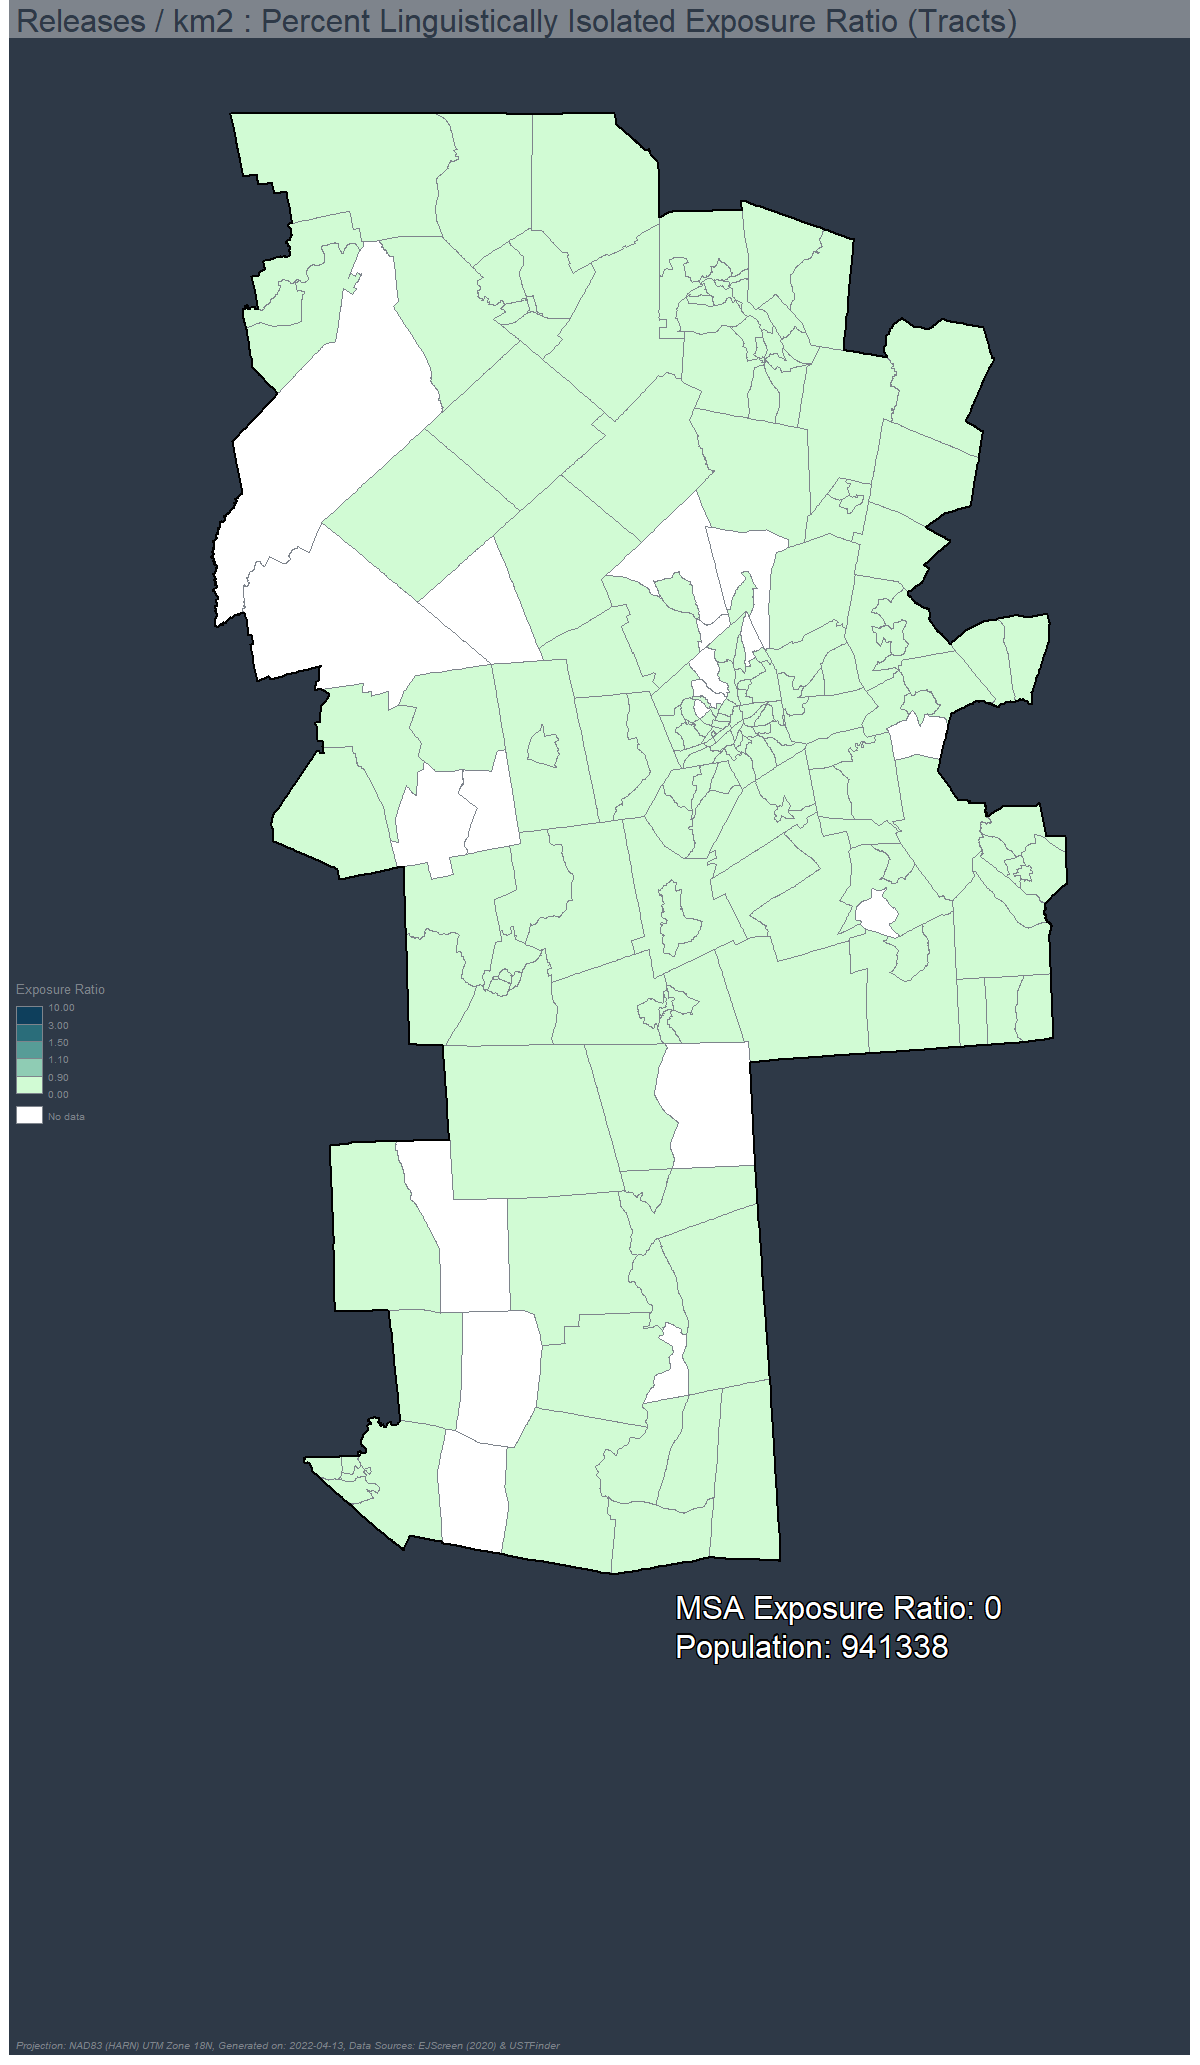 Releases / km2 : Percent Linguistically Isolated Exposure Ratio (Tracts)
Exposure Ratio
10.00
3.00
1.50
1.10
0.90
0.00
No data
MSA Exposure Ratio: 0
Population: 941338
Projection: NAD83 (HARN) UTM Zone 18N, Generated on: 2022-04-13, Data Sources: EJScreen (2020) & USTFinder